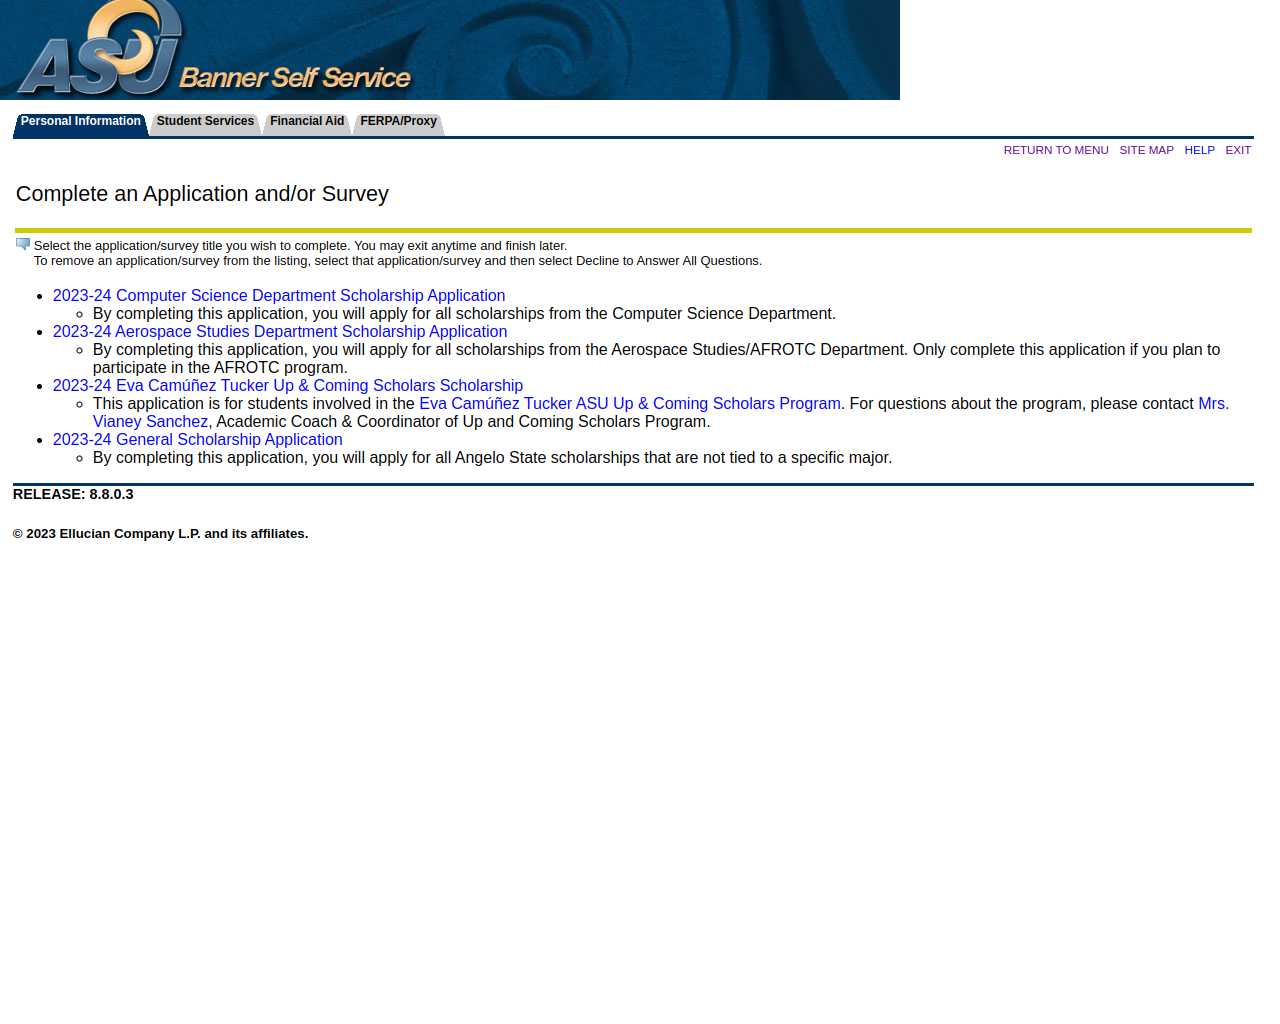 ASU Banner Self Service
Personal Information Student Services Financial Aid FERPA/Proxy
RETURN TO MENU SITE MAP HELP EXIT
Complete an Application and/or Survey
Select the application/survey title you wish to complete. You may exit anytime and finish later.
To remove an application/survey from the listing, select that application/survey and then select Decline to Answer All Questions.
2023-24 Computer Science Department Scholarship Application
By completing this application, you will apply for all scholarships from the Computer Science Department.
2023-24 Aerospace Studies Department Scholarship Application
By completing this application, you will apply for all scholarships from the Aerospace Studies/AFROTC Department. Only complete this application if you plan to
participate in the AFROTC program.
2023-24 Eva Camúñez Tucker Up & Coming Scholars Scholarship
This application is for students involved in the Eva Camúñez Tucker ASU Up & Coming Scholars Program. For questions about the program, please contact Mrs.
Vianey Sanchez, Academic Coach & Coordinator of Up and Coming Scholars Program.
2023-24 General Scholarship Application
By completing this application, you will apply for all Angelo State scholarships that are not tied to a specific major.
RELEASE: 8.8.0.3
© 2023 Ellucian Company L.P. and its affiliates.